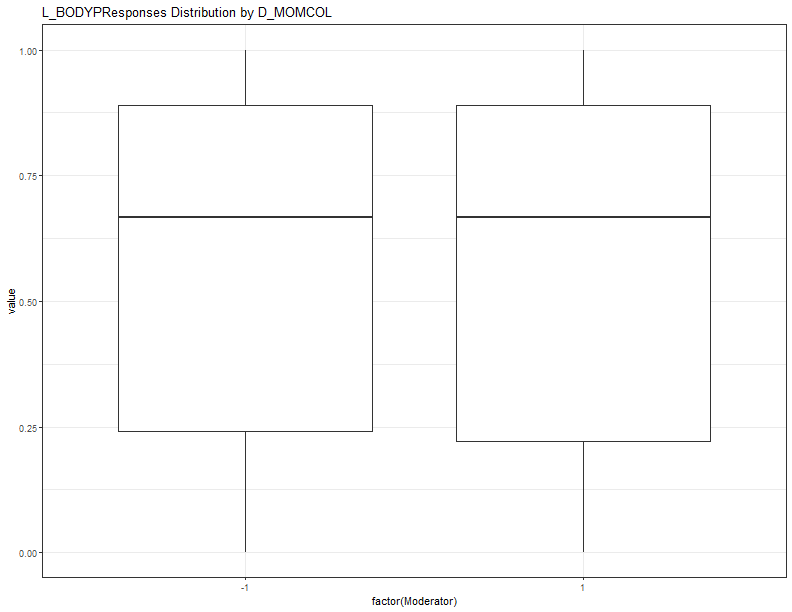 L_BODYPResponses Distribution by D_MOMCOL
1.00
0.75
0.50
0.25
0.00
value
-1 1
factor(Moderator)